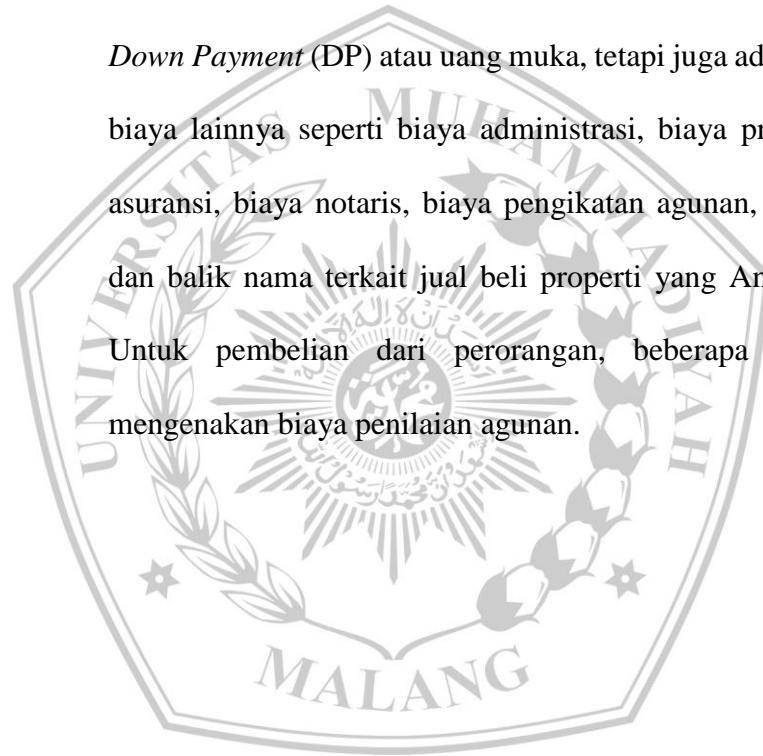 Down Payment (DP) atau uang muka, tetapi juga ad
biaya lainnya seperti biaya administrasi, biaya pr
asuransi, biaya notaris, biaya pengikatan agunan,
dan balik nama terkait jual beli properti yang An
Untuk pembelian dari perorangan, beberapa
mengenakan biaya penilaian agunan.
UNIVERSITAS MUHAMMADIYAH
MALANG